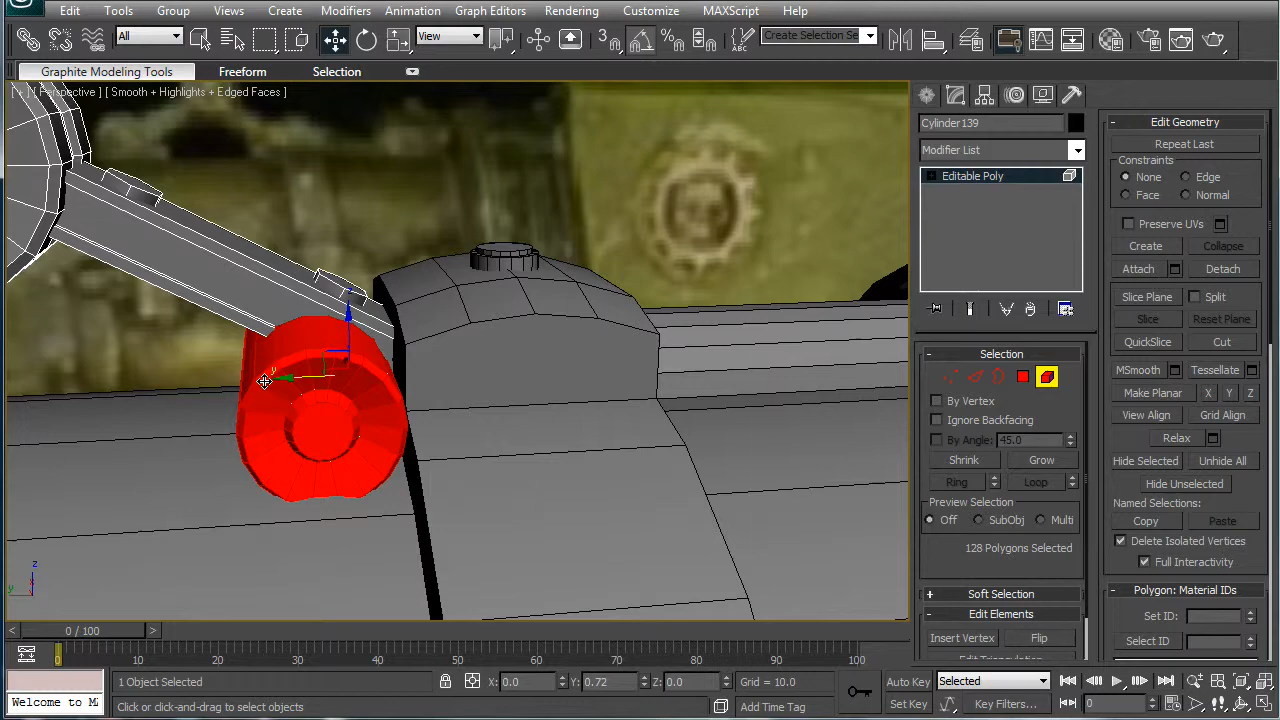 Edit Tools Group Views Create Modifiers Animation Graph Editors Rendering Customize MAXScript Help
All View 3 Create Selection Se
Graphite Modeling Tools Freeform Selection
[ + ] [ Perspective ] [ Smooth + Highlights + Edged Faces ]
Cylinder139
Modifier List
Editable Poly
- Selection
By Vertex
Ignore Backfacing
By Angle: 45.0
Shrink Grow
Ring Loop
Preview Selection
Off SubObj Multi
128 Polygons Selected
+ Soft Selection
- Edit Elements
Insert Vertex Flip
Edit Triangulation
- Edit Geometry
Repeat Last
Constraints
None Edge
Face Normal
Preserve UVs
Create Collapse
Attach Detach
Slice Plane Split
Slice Reset Plane
QuickSlice Cut
MSmooth Tessellate
Make Planar X Y Z
View Align Grid Align
Relax
Hide Selected Unhide All
Hide Unselected
Named Selections:
Copy Paste
Delete Isolated Vertices
Full Interactivity
- Polygon: Material IDs
Set ID:
Select ID
y
z
y
< 0 / 100 >
0 10 20 30 40 50 60 70 80 90 100
1 Object Selected X: 0.0 Y: 0.72 Z: 0.0 Grid = 10.0 Auto Key Selected
Welcome to MA Click or click-and-drag to select objects Add Time Tag Set Key Key Filters... 0